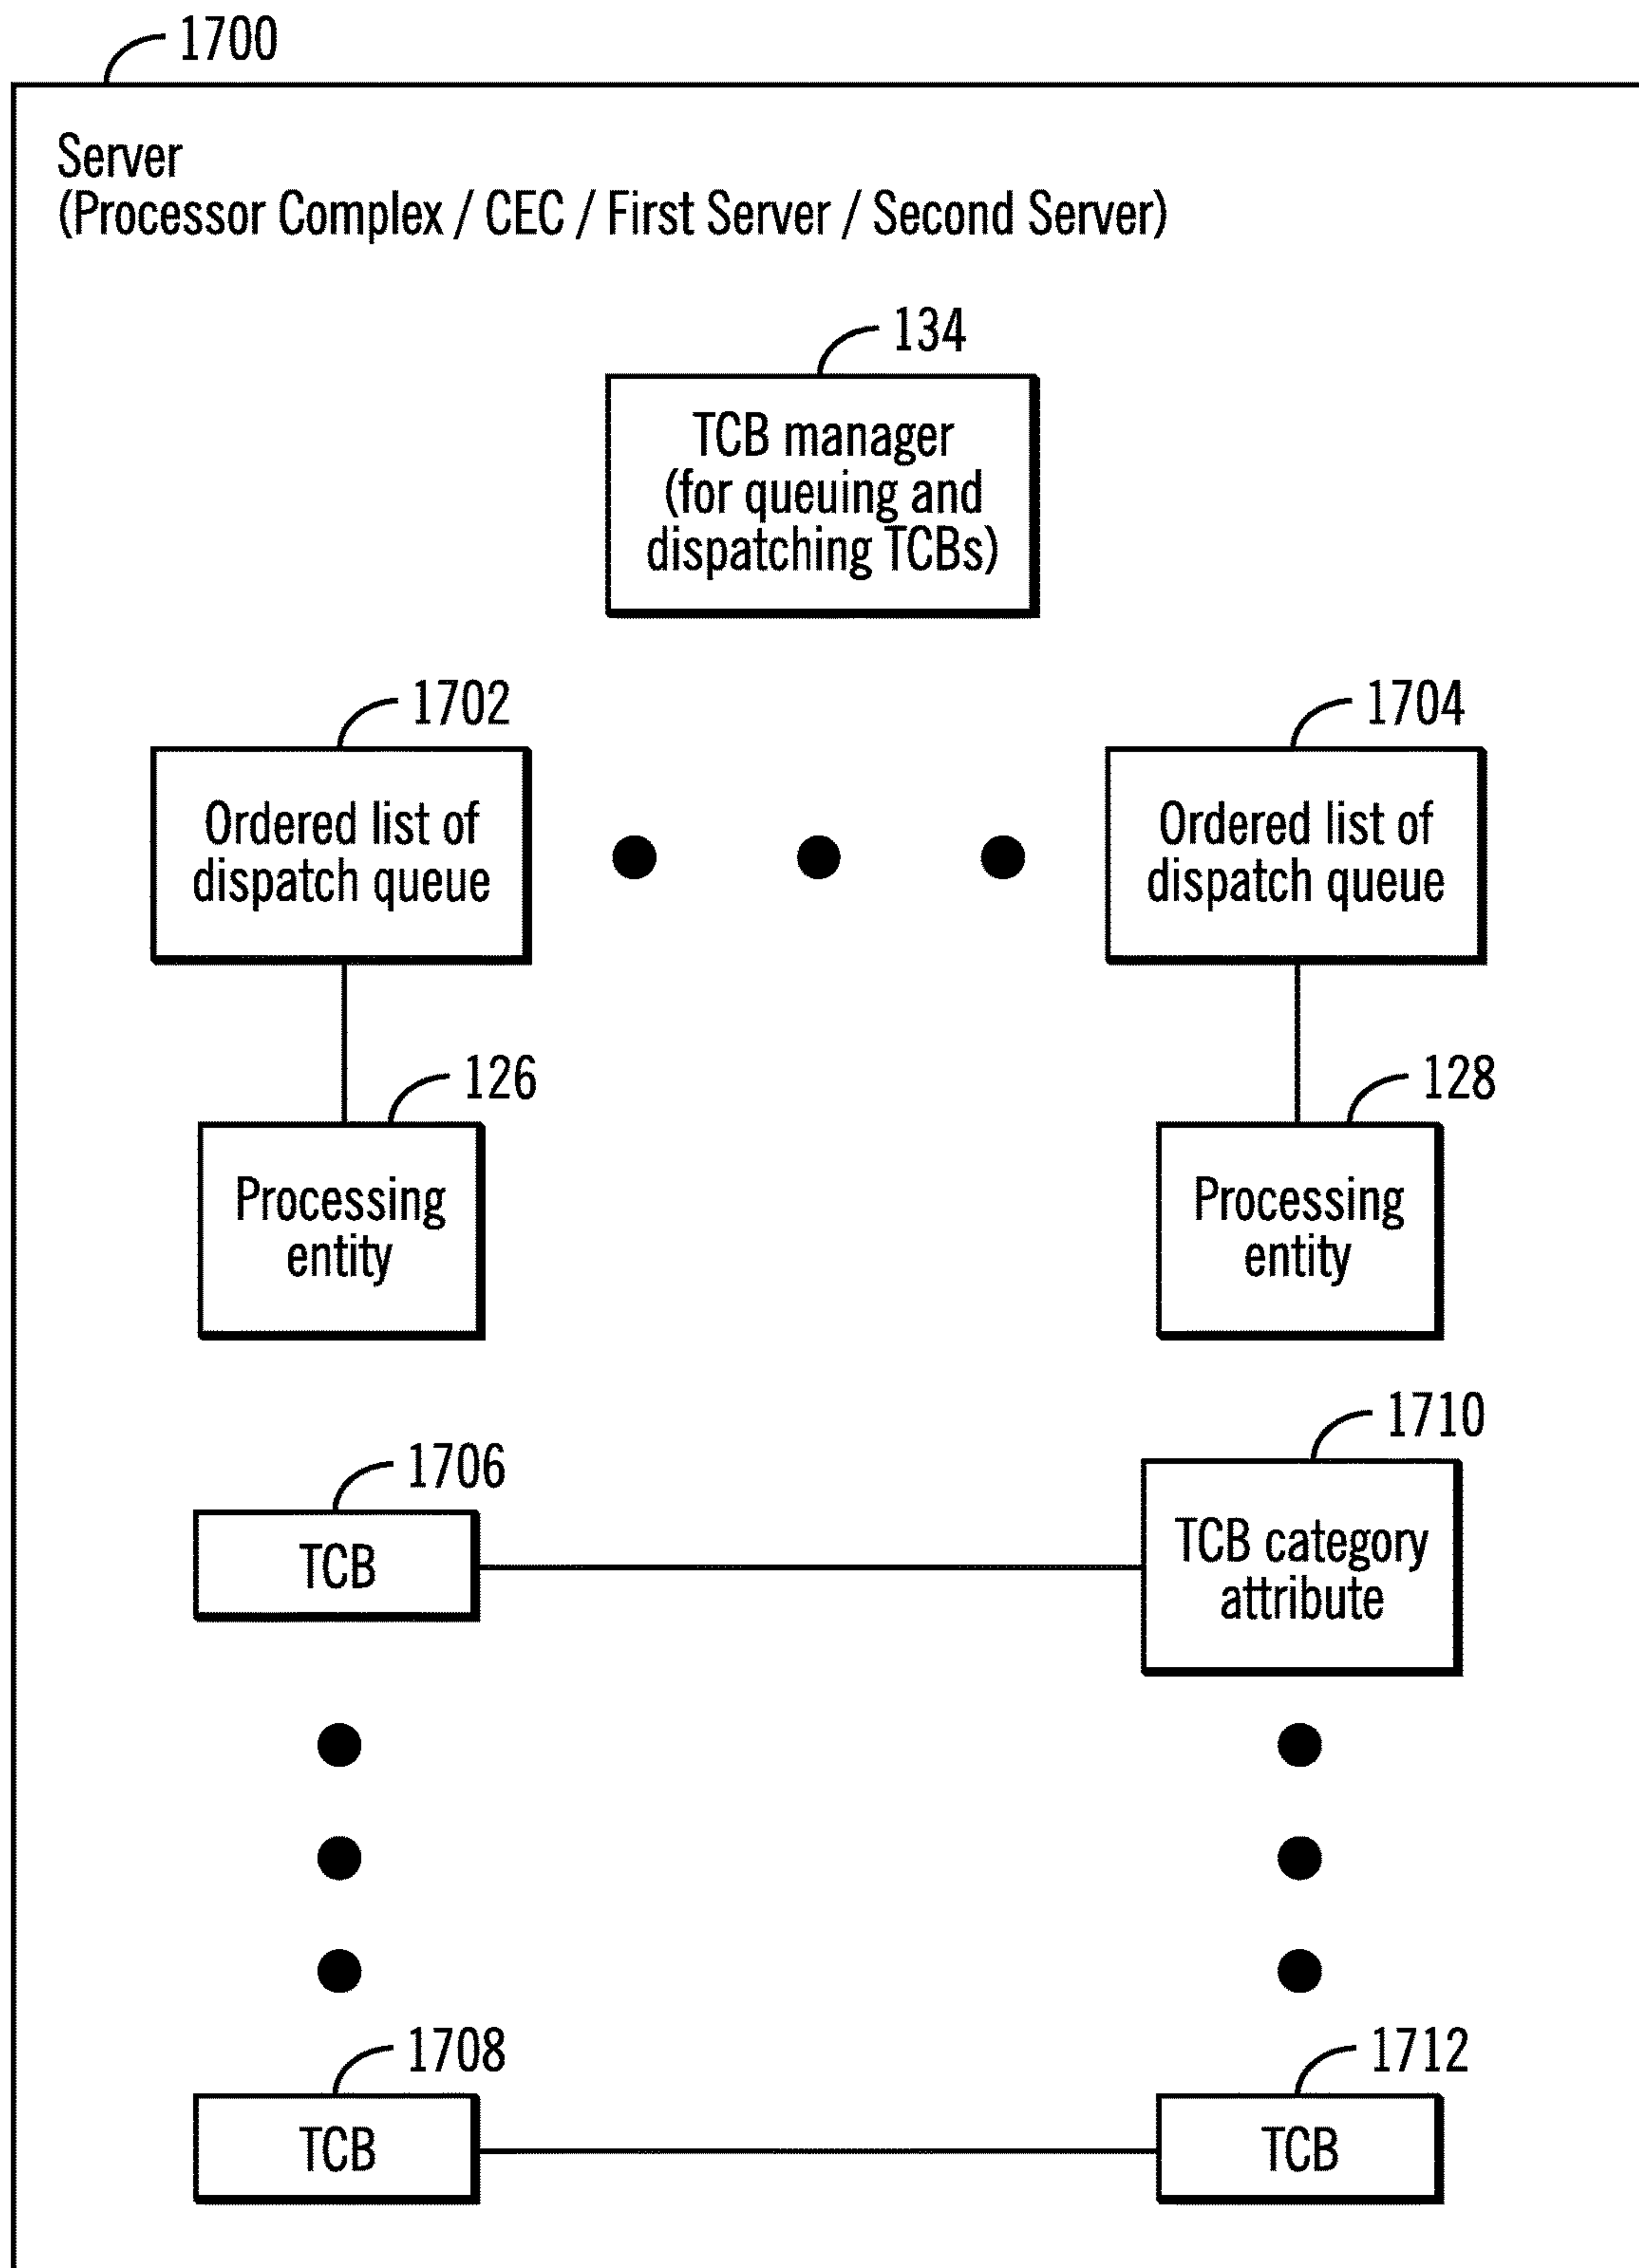 1700
Server
(Processor Complex / CEC / First Server / Second Server)
134
TCB manager
(for queuing and
dispatching TCBs)
1702
1704
Ordered list of
dispatch queue
Ordered list of
dispatch queue
126
128
Processing
entity
Processing
entity
1706
1710
TCB
TCB category
attribute
1708
1712
TCB
TCB